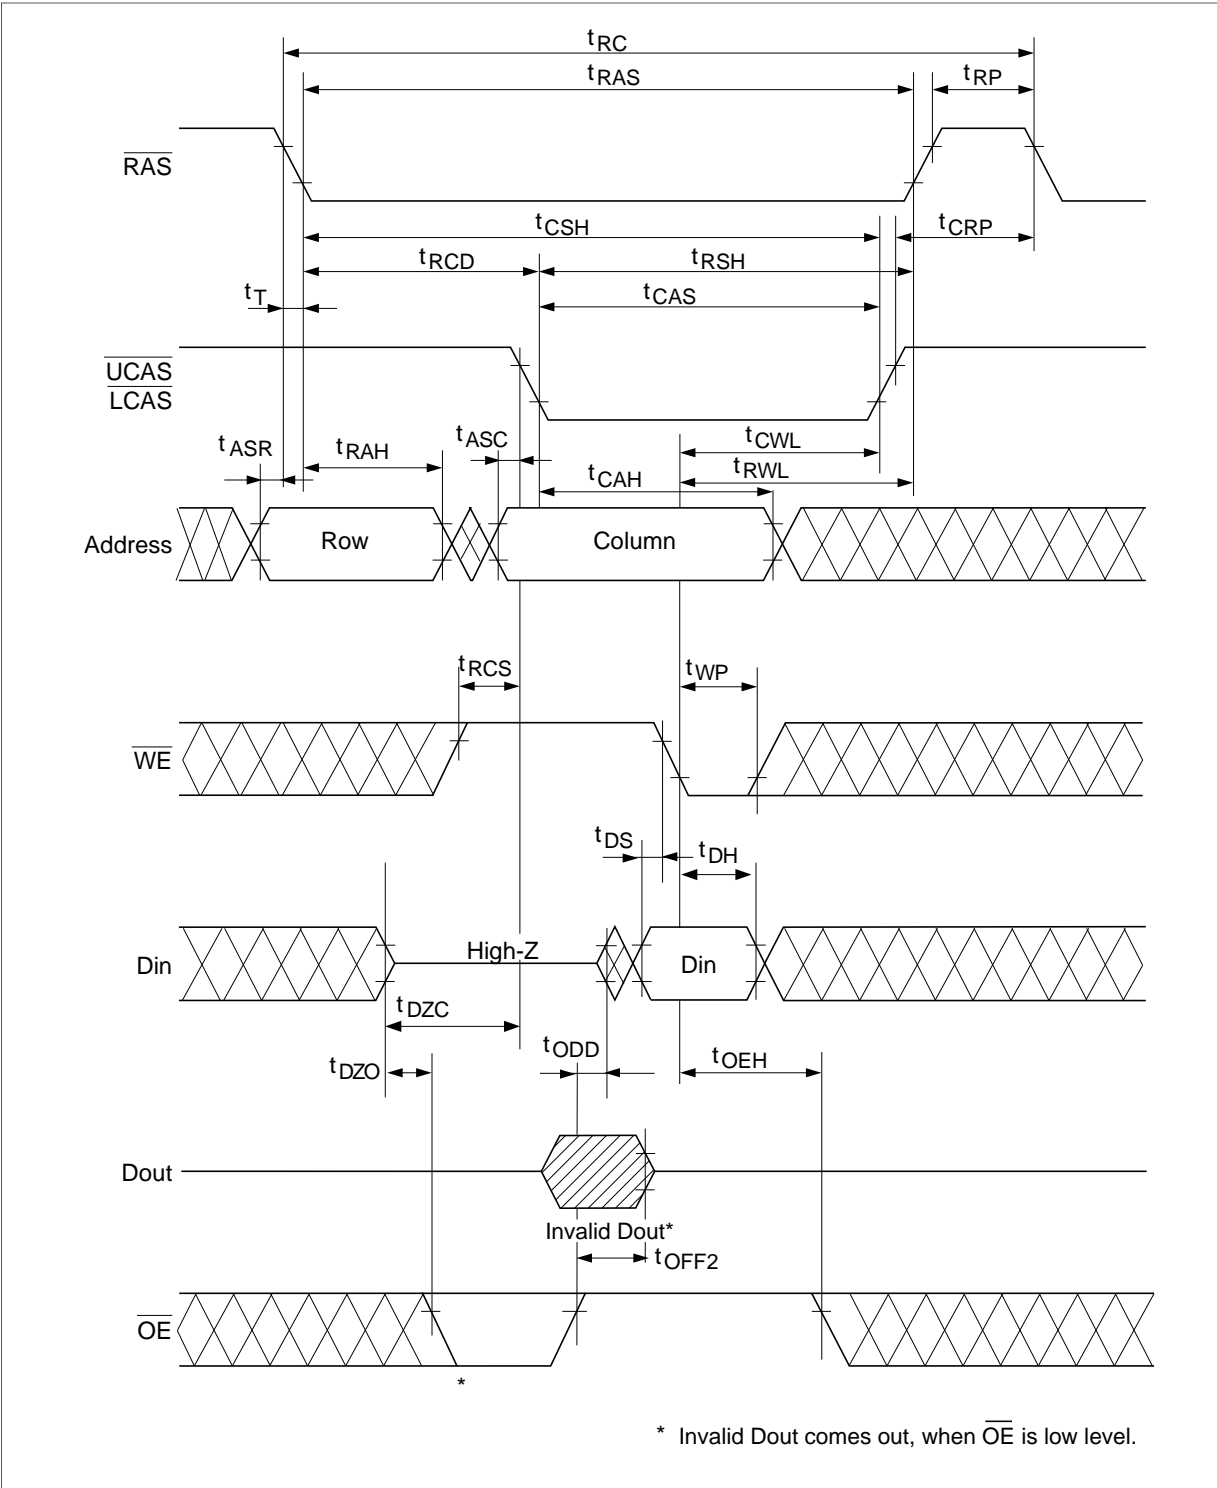 tRC
tRAS
tRP
RAS
tCSH
tCRP
tRCD
tRSH
tT
tCAS
UCAS
LCAS
tASR
tRAH
tASC
tCWL
tRWL
tCAH
Address
Row
Column
tRCS
tWP
WE
tDS
tDH
Din
High-Z
Din
tDZC
tODD
tOEH
tDZO
Dout
Invalid Dout*
tOFF2
OE
*
* Invalid Dout comes out, when OE is low level.